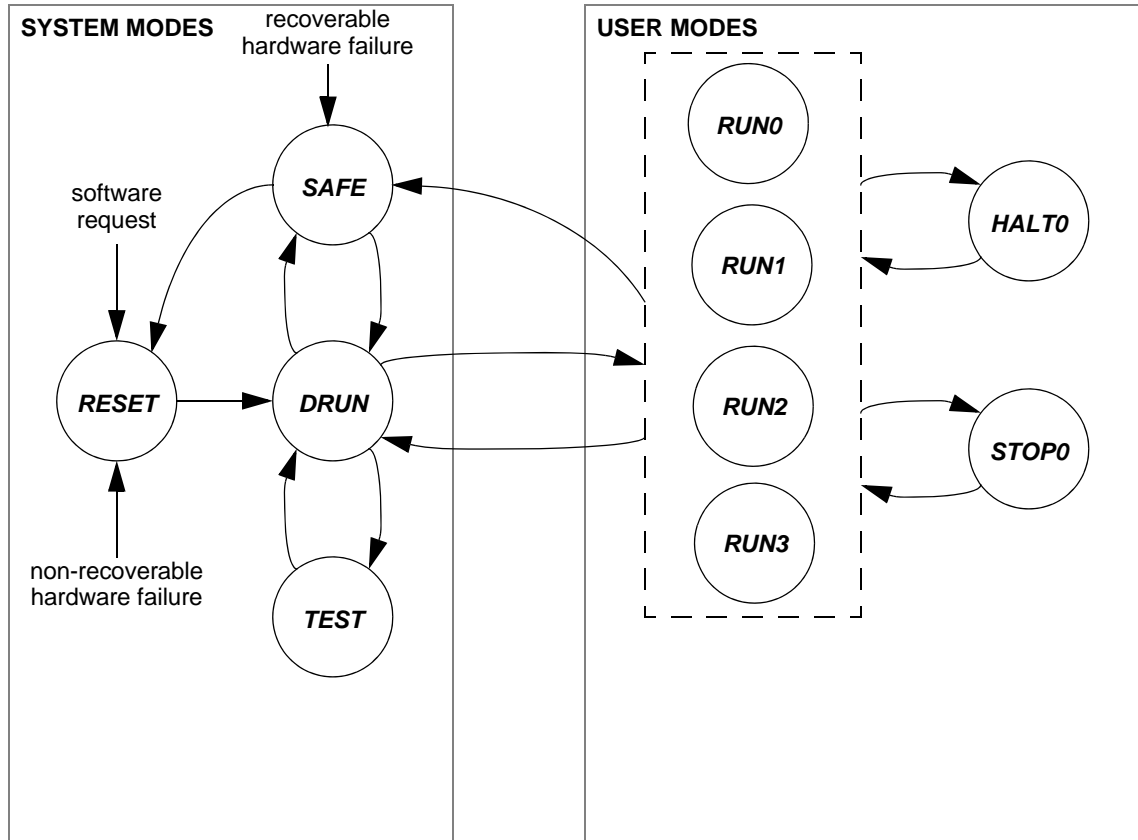 SYSTEM MODES
recoverable
hardware failure
SAFE
software
request
RESET
DRUN
non-recoverable
hardware failure
TEST
USER MODES
RUN0
RUN1
RUN2
RUN3
HALT0
STOP0